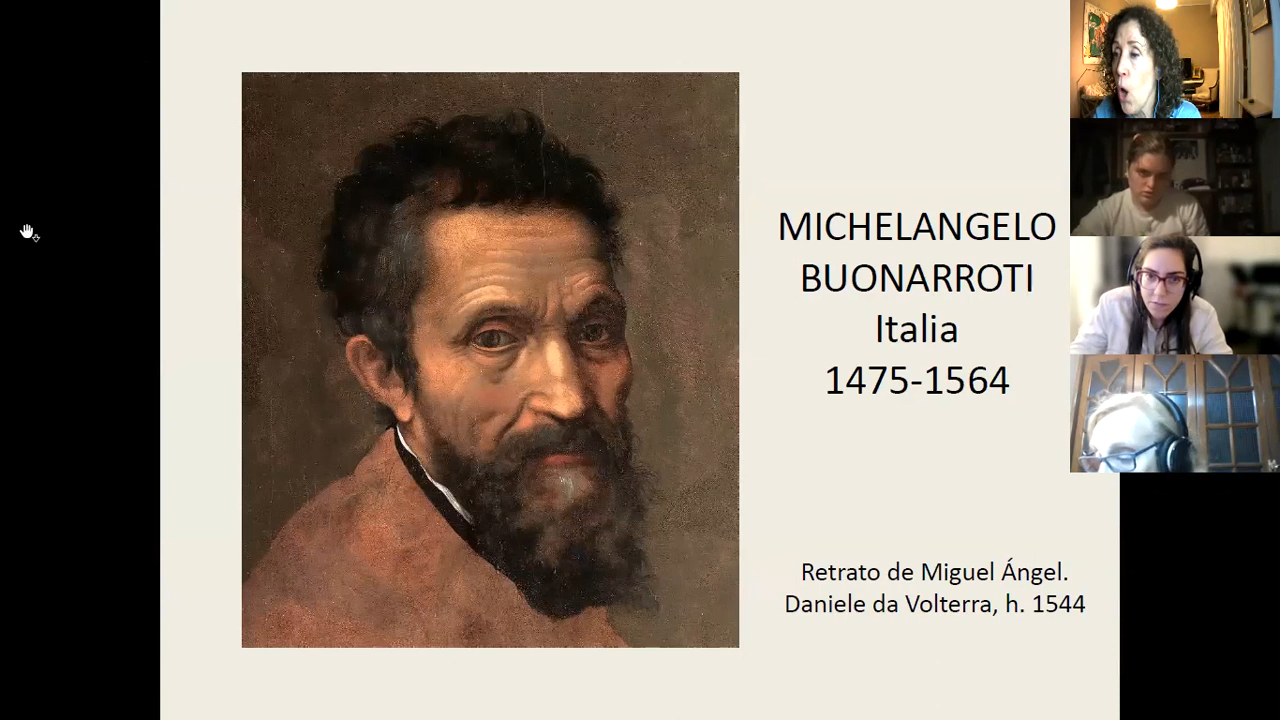 MICHELANGELO
BUONARROTI
Italia
1475-1564
Retrato de Miguel Ángel.
Daniele da Volterra, h. 1544